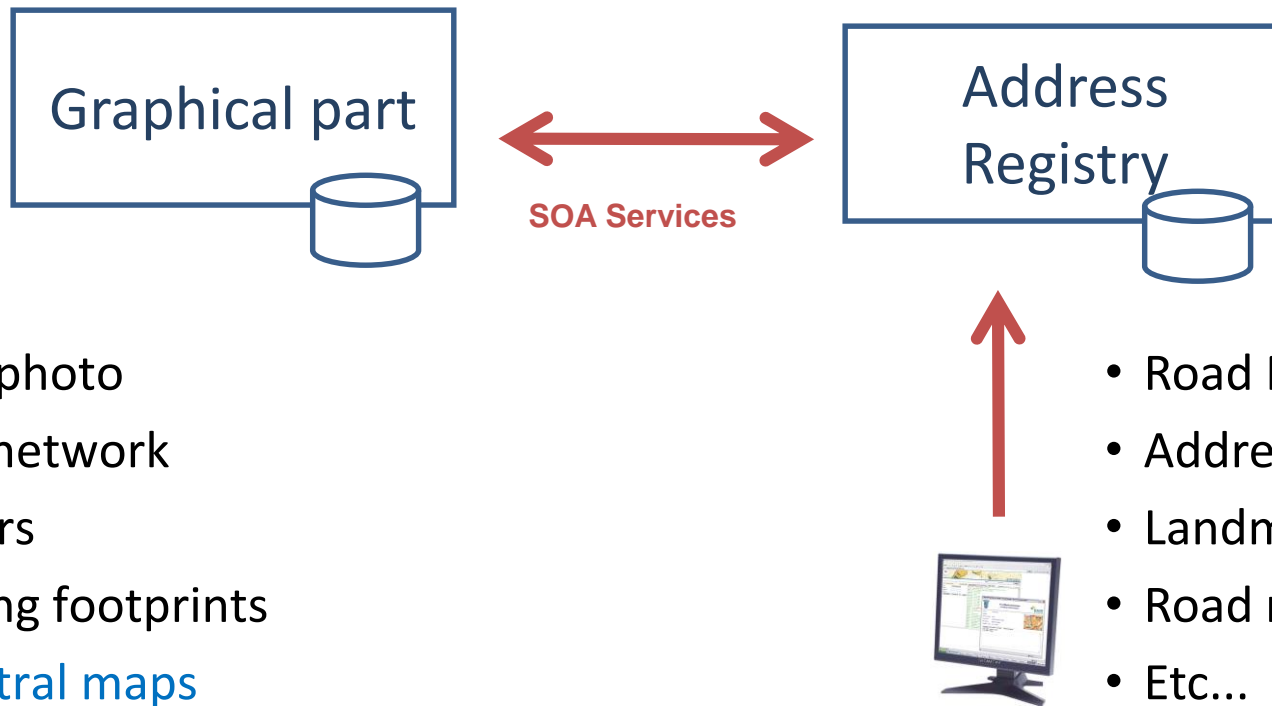 Graphical part
Address
Registry
SOA Services
photo
network
rs
ng footprints
tral maps
• Road
• Addre
• Landm
• Road
• Etc...